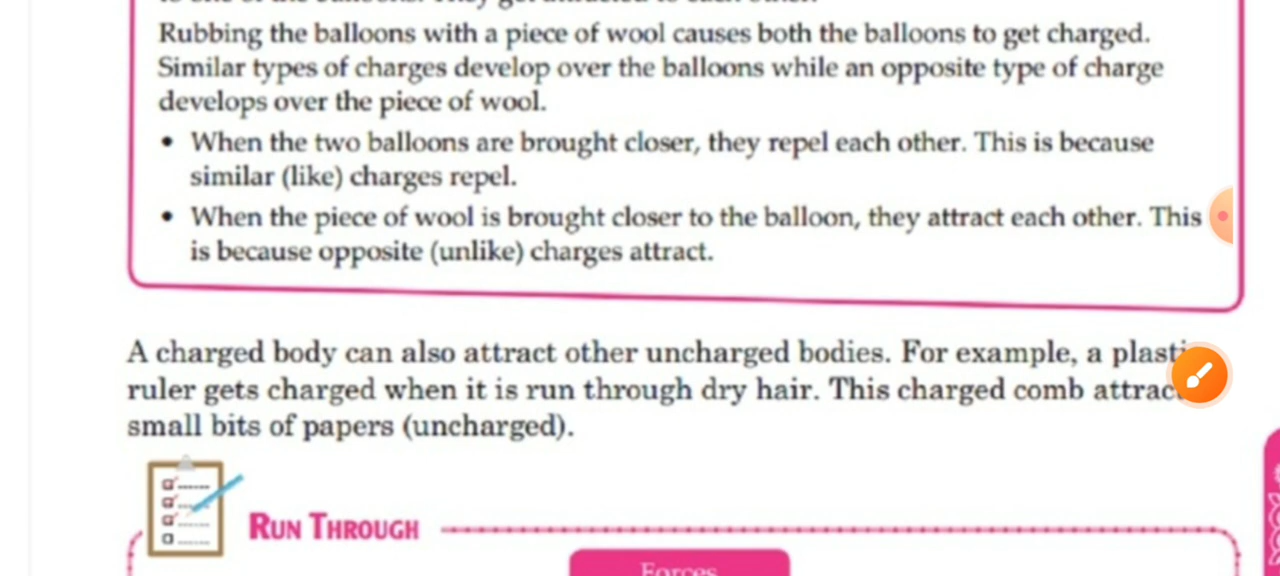 Rubbing the balloons with a piece of wool causes both the balloons to get charged.
Similar types of charges develop over the balloons while an opposite type of charge
develops over the piece of wool.
• When the two balloons are brought closer, they repel each other. This is because
similar (like) charges repel.
• When the piece of wool is brought closer to the balloon, they attract each other. This
is because opposite (unlike) charges attract.
A charged body can also attract other uncharged bodies. For example, a
ruler gets charged when it is run through dry hair. This charged comb
small bits of papers (uncharged).
RUN THROUGH
Forces